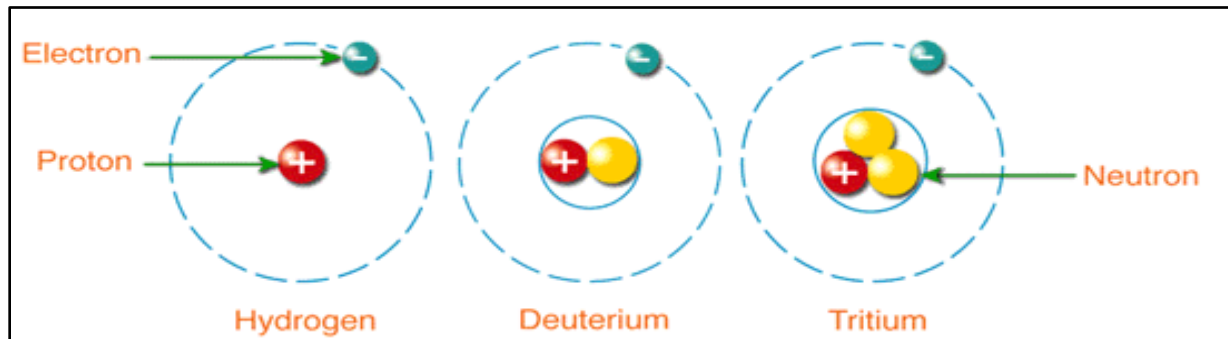 Electron
Proton
Neutron
Hydrogen
Deuterium
Tritium